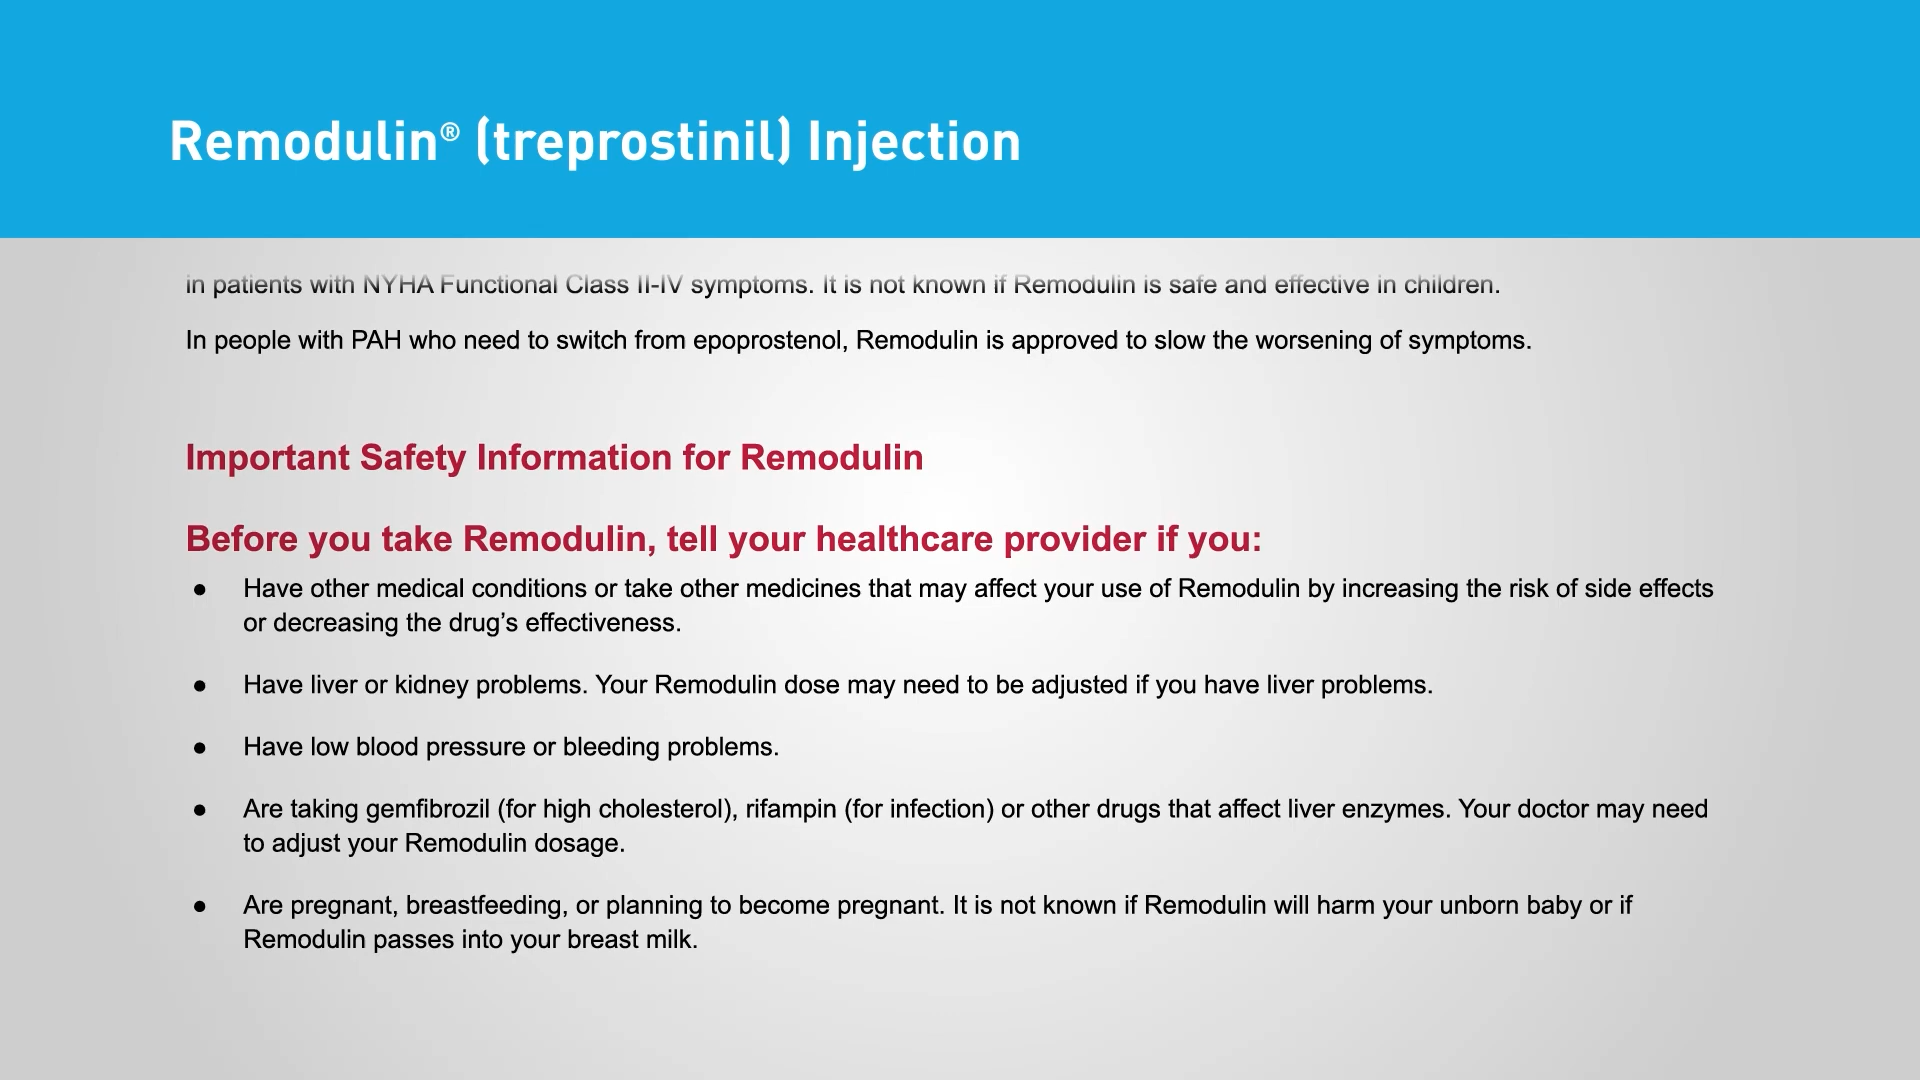 Remodulin® (treprostinil) Injection
in patients with NYHA Functional Class II-IV symptoms. It is not known if Remodulin is safe and effective in children.
In people with PAH who need to switch from epoprostenol, Remodulin is approved to slow the worsening of symptoms.
Important Safety Information for Remodulin
Before you take Remodulin, tell your healthcare provider if you:
● Have other medical conditions or take other medicines that may affect your use of Remodulin by increasing the risk of side effects
or decreasing the drug’s effectiveness.
● Have liver or kidney problems. Your Remodulin dose may need to be adjusted if you have liver problems.
● Have low blood pressure or bleeding problems.
● Are taking gemfibrozil (for high cholesterol), rifampin (for infection) or other drugs that affect liver enzymes. Your doctor may need
to adjust your Remodulin dosage.
● Are pregnant, breastfeeding, or planning to become pregnant. It is not known if Remodulin will harm your unborn baby or if
Remodulin passes into your breast milk.